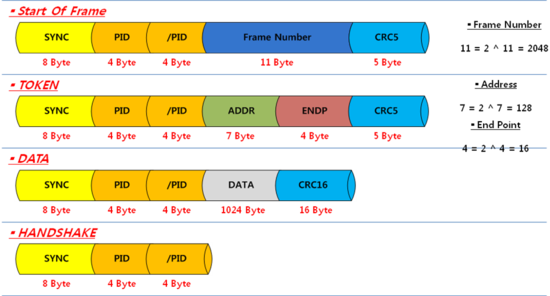 ▪ Start Of Frame
SYNC PID /PID Frame Number CRC5
8 Byte 4 Byte 4 Byte 11 Byte 5 Byte
▪ Frame Number
11 = 2 ^ 11 = 2048
▪ TOKEN
SYNC PID /PID ADDR ENDP CRC5
8 Byte 4 Byte 4 Byte 7 Byte 4 Byte 5 Byte
▪ Address
7 = 2 ^ 7 = 128
▪ End Point
4 = 2 ^ 4 = 16
▪ DATA
SYNC PID /PID DATA CRC16
8 Byte 4 Byte 4 Byte 1024 Byte 16 Byte
▪ HANDSHAKE
SYNC PID /PID
8 Byte 4 Byte 4 Byte